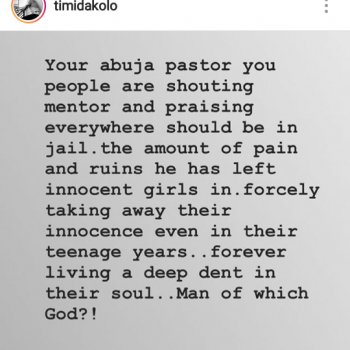 timidakolo
Your abuja pastor you
people are shouting
mentor and praising
everywhere should be in
jail.the amount of pain
and ruins he has left
innocent girls in.forcely
taking away their
innocence even in their
teenage years..forever
living a deep dent in
their soul..Man of which
God?!